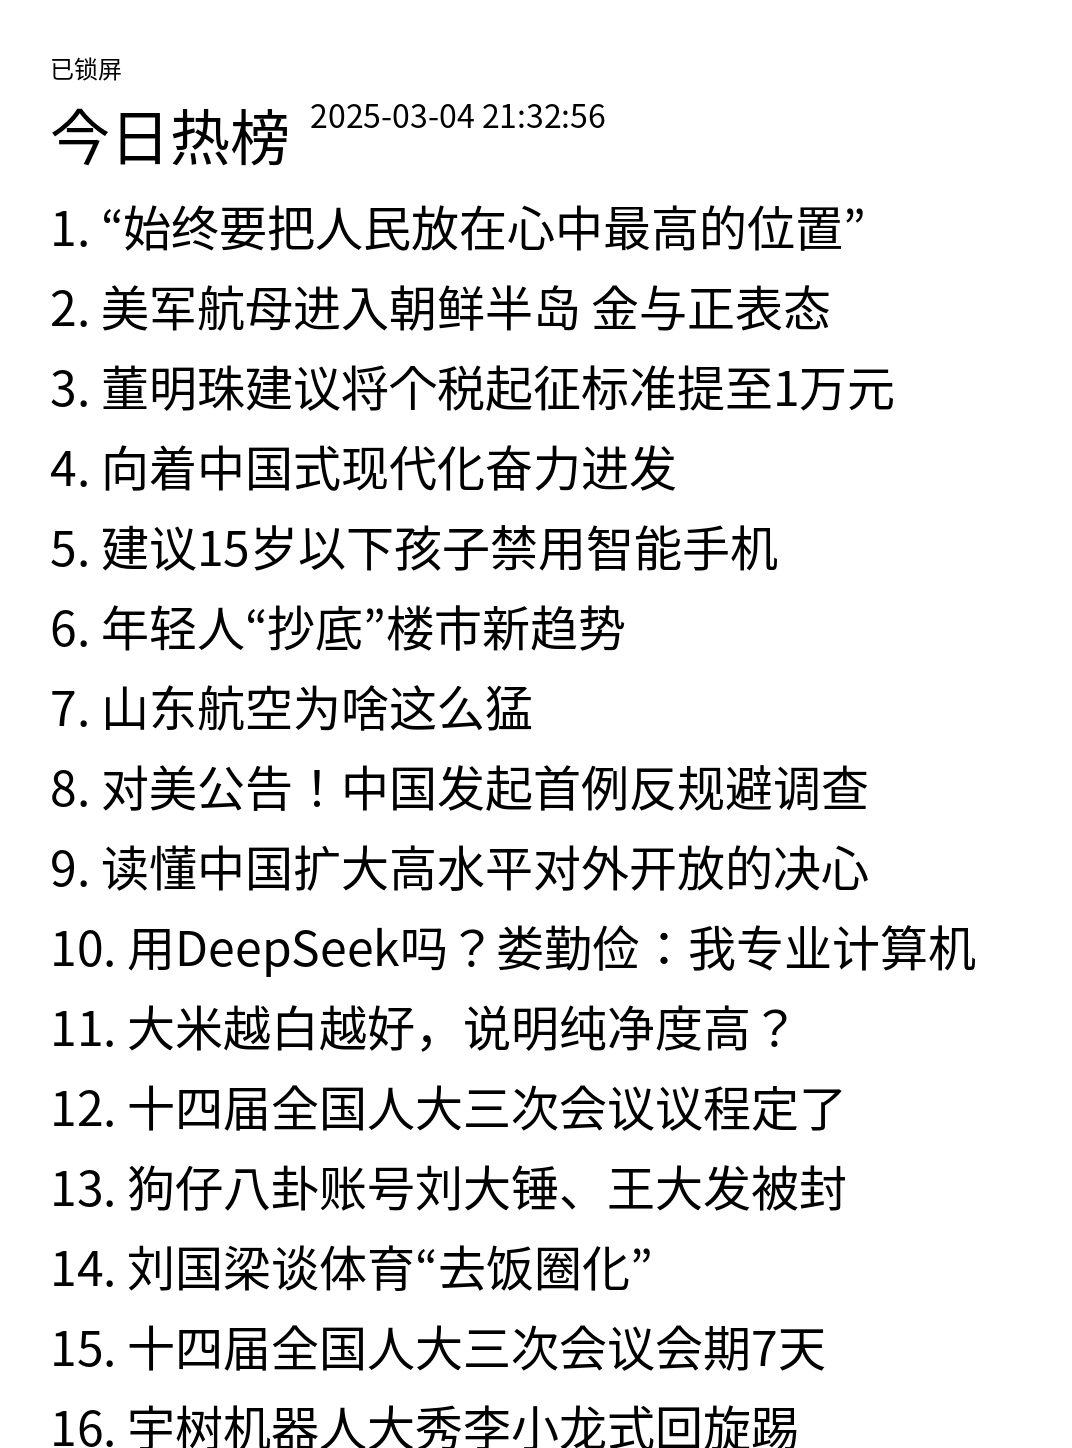 已锁屏
今日热榜 2025-03-04 21:32:56
1. “始终要把人民放在心中最高的位置”
2. 美军航母进入朝鲜半岛 金与正表态
3. 董明珠建议将个税起征标准提至1万元
4. 向着中国式现代化奋力进发
5. 建议15岁以下孩子禁用智能手机
6. 年轻人“抄底”楼市新趋势
7. 山东航空为啥这么猛
8. 对美公告！中国发起首例反规避调查
9. 读懂中国扩大高水平对外开放的决心
10. 用DeepSeek吗？娄勤俭：我专业计算机
11. 大米越白越好，说明纯净度高？
12. 十四届全国人大三次会议议程定了
13. 狗仔八卦账号刘大锤、王大发被封
14. 刘国梁谈体育“去饭圈化”
15. 十四届全国人大三次会议会期7天
16. 宇树机器人大秀李小龙式回旋踢